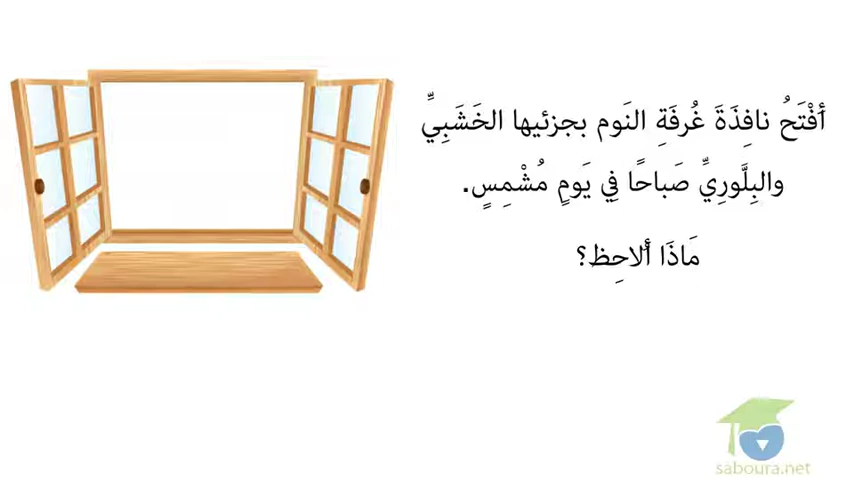 أَفْتَحُ نافِذَةَ غُرفَةِ النَوم بجزئيها الخَشَبِيِّ
والبِلَّورِيِّ صَباحًا فِي يَومٍ مُشْمِسٍ.
مَاذَا أُلاحِظ؟
saboura.net